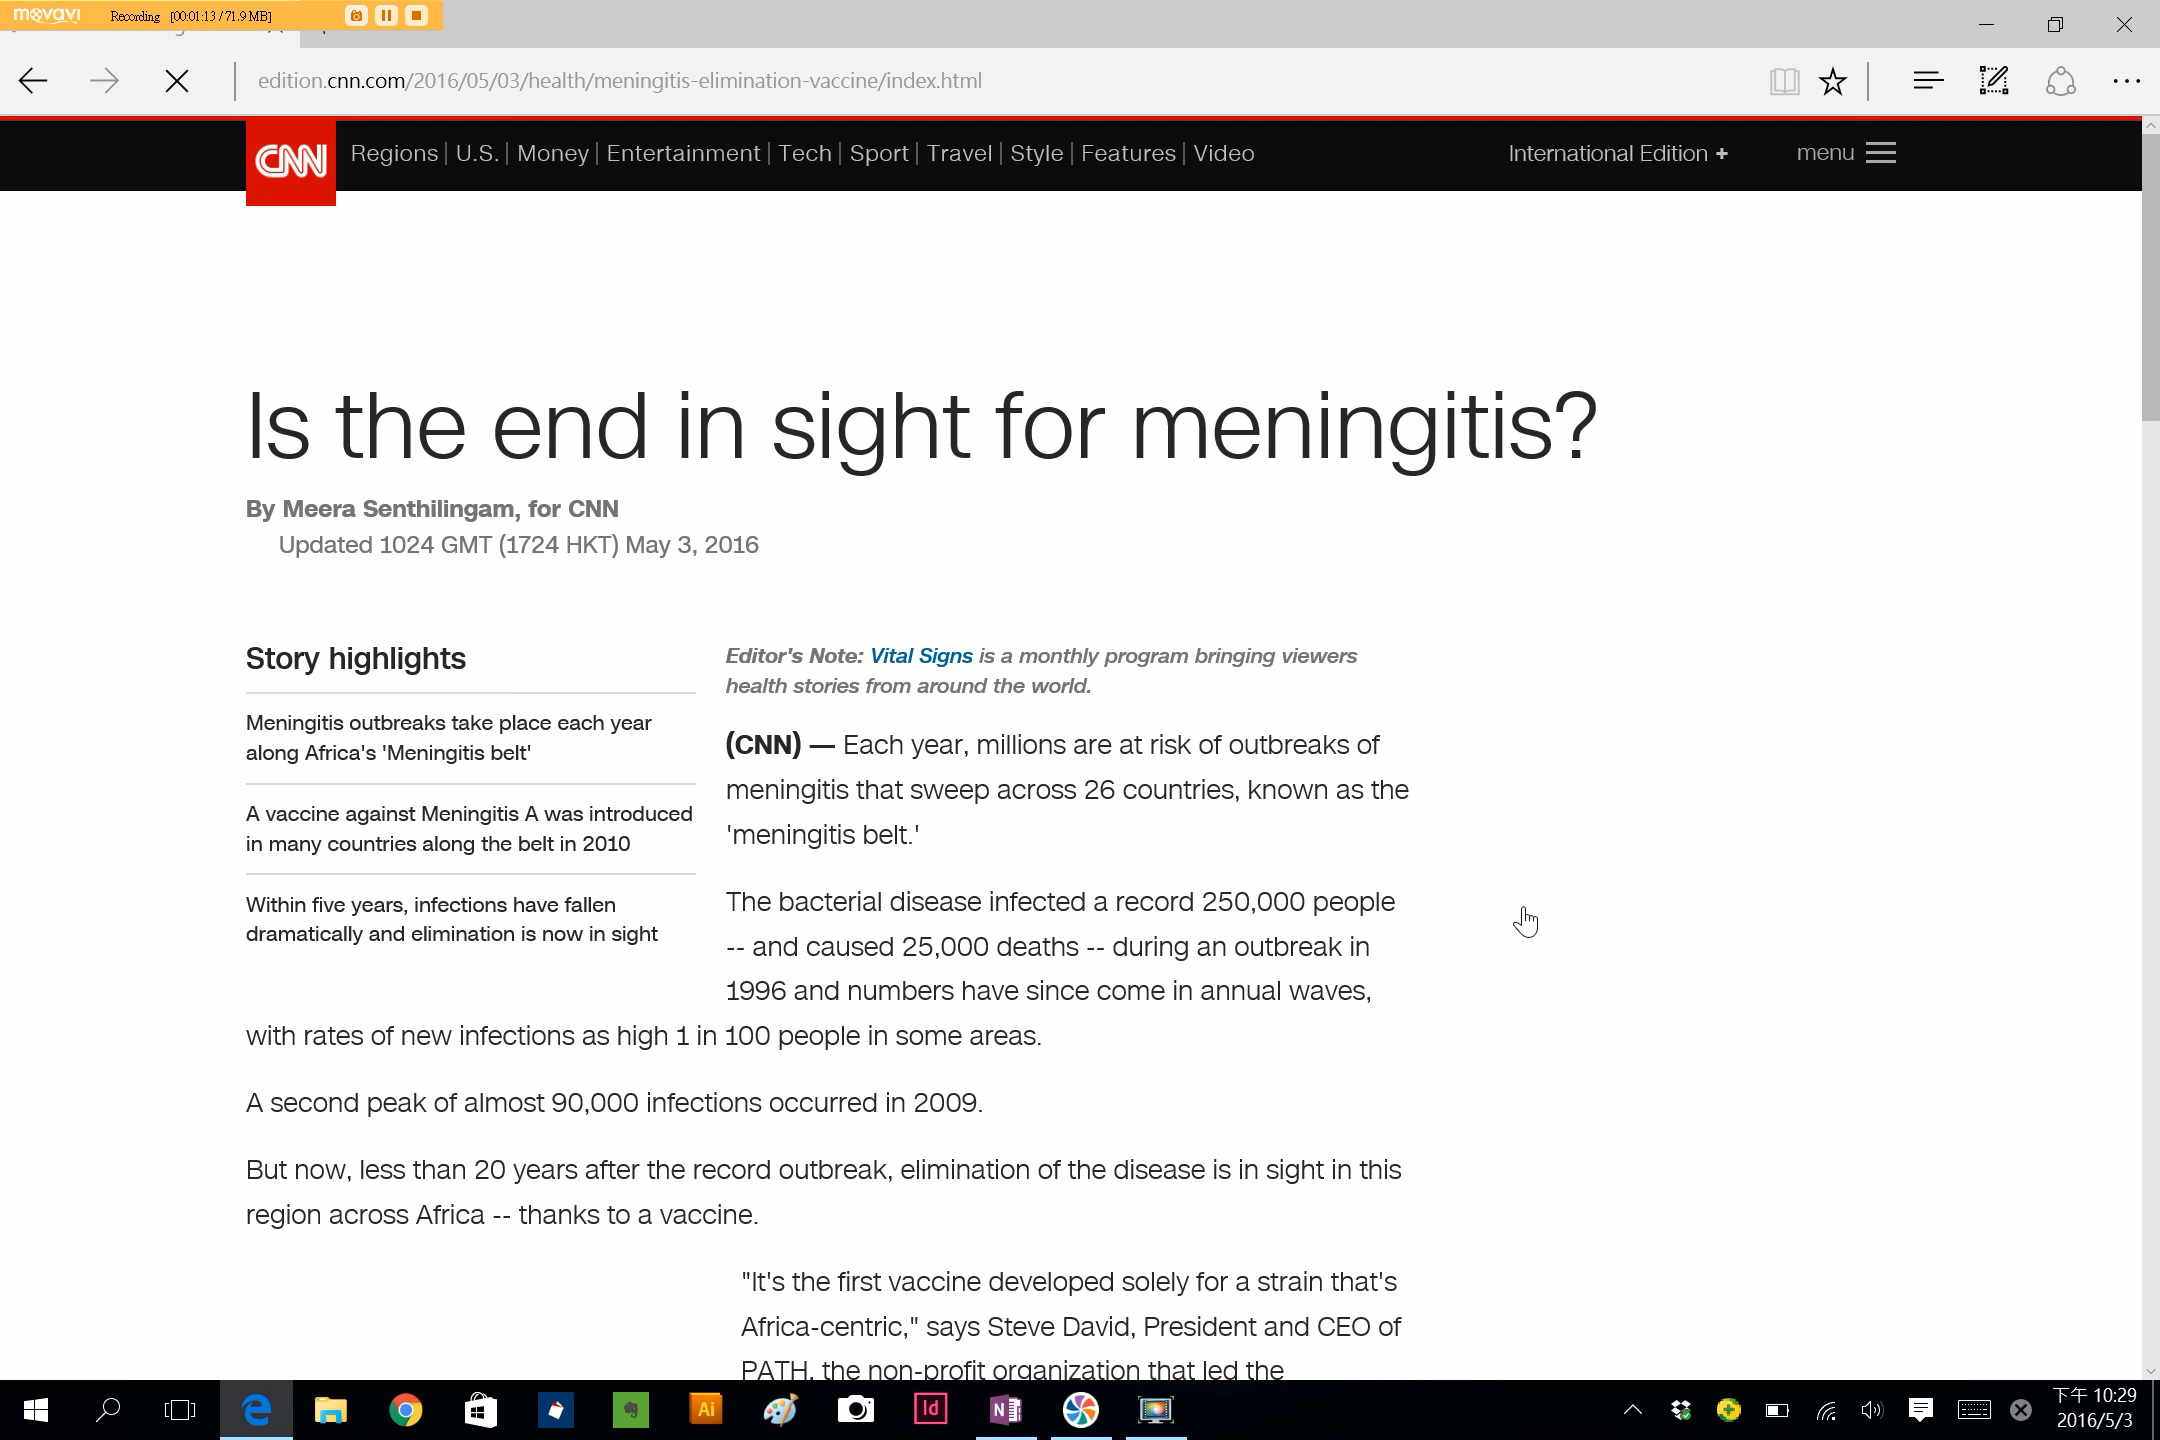 movavi Recording [00:01:13 / 71.9 MB]
edition.cnn.com/2016/05/03/health/meningitis-elimination-vaccine/index.html
CNN Regions | U.S. | Money | Entertainment | Tech | Sport | Travel | Style | Features | Video International Edition + menu
Is the end in sight for meningitis?
By Meera Senthilingam, for CNN
Updated 1024 GMT (1724 HKT) May 3, 2016
Story highlights
Meningitis outbreaks take place each year
along Africa's 'Meningitis belt'
A vaccine against Meningitis A was introduced
in many countries along the belt in 2010
Within five years, infections have fallen
dramatically and elimination is now in sight
Editor's Note: Vital Signs is a monthly program bringing viewers
health stories from around the world.
(CNN) — Each year, millions are at risk of outbreaks of
meningitis that sweep across 26 countries, known as the
'meningitis belt.'
The bacterial disease infected a record 250,000 people
-- and caused 25,000 deaths -- during an outbreak in
1996 and numbers have since come in annual waves,
with rates of new infections as high 1 in 100 people in some areas.
A second peak of almost 90,000 infections occurred in 2009.
But now, less than 20 years after the record outbreak, elimination of the disease is in sight in this
region across Africa -- thanks to a vaccine.
"It's the first vaccine developed solely for a strain that's
Africa-centric," says Steve David, President and CEO of
PATH, the non-profit organization that led the
Ai Id N
下午 10:29
2016/5/3